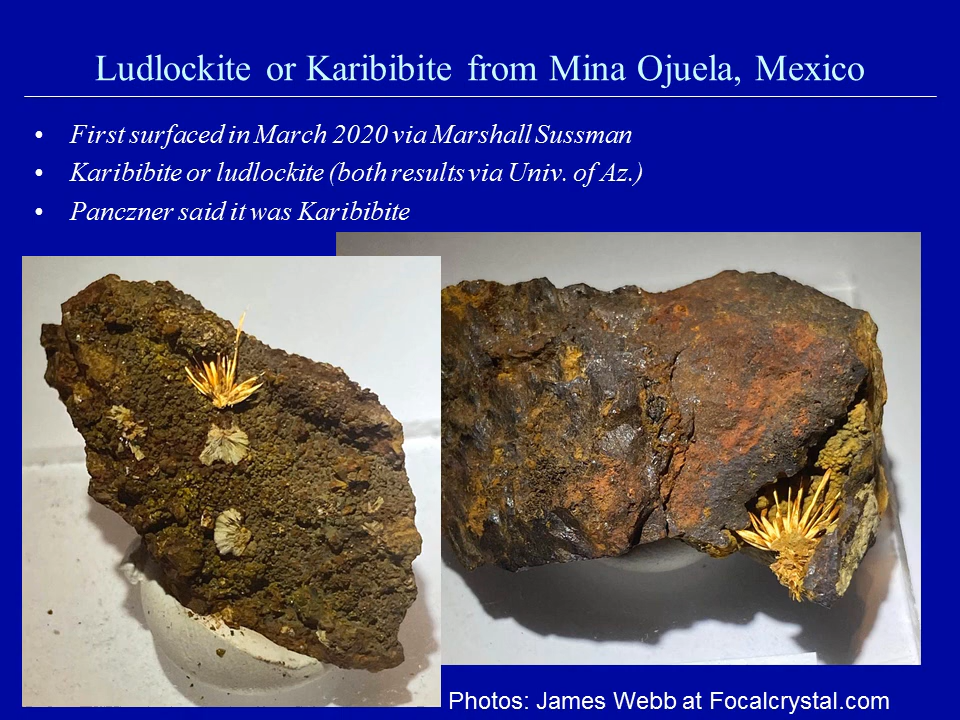 Ludlockite or Karibibite from Mina Ojuela, Mexico
• First surfaced in March 2020 via Marshall Sussman
• Karibibite or ludlockite (both results via Univ. of Az.)
• Panczner said it was Karibibite
Photos: James Webb at Focalcrystal.com